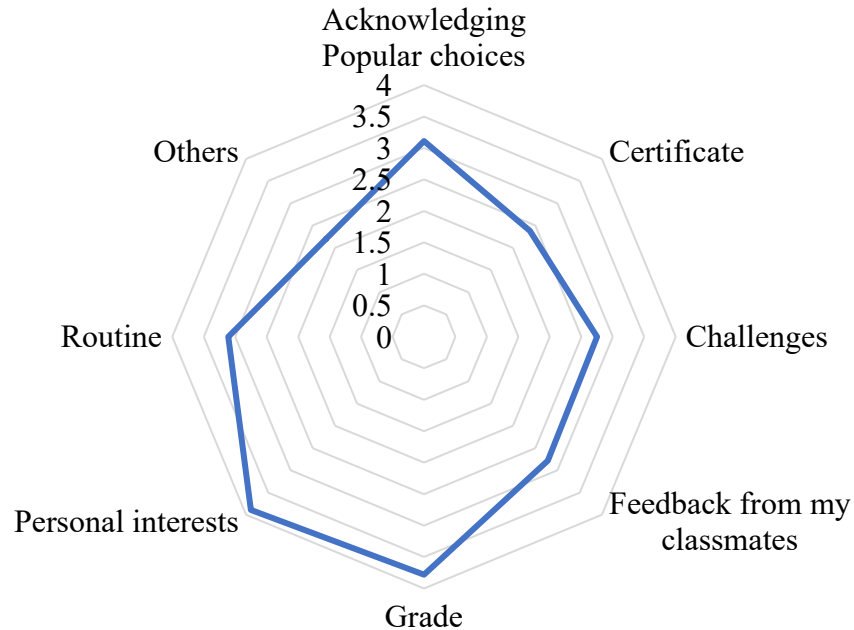 Acknowledging
Popular choices
4
3.5
3
2.5
2
1.5
1
0.5
0
Others
Certificate
Routine
Challenges
Personal interests
Feedback from my
classmates
Grade